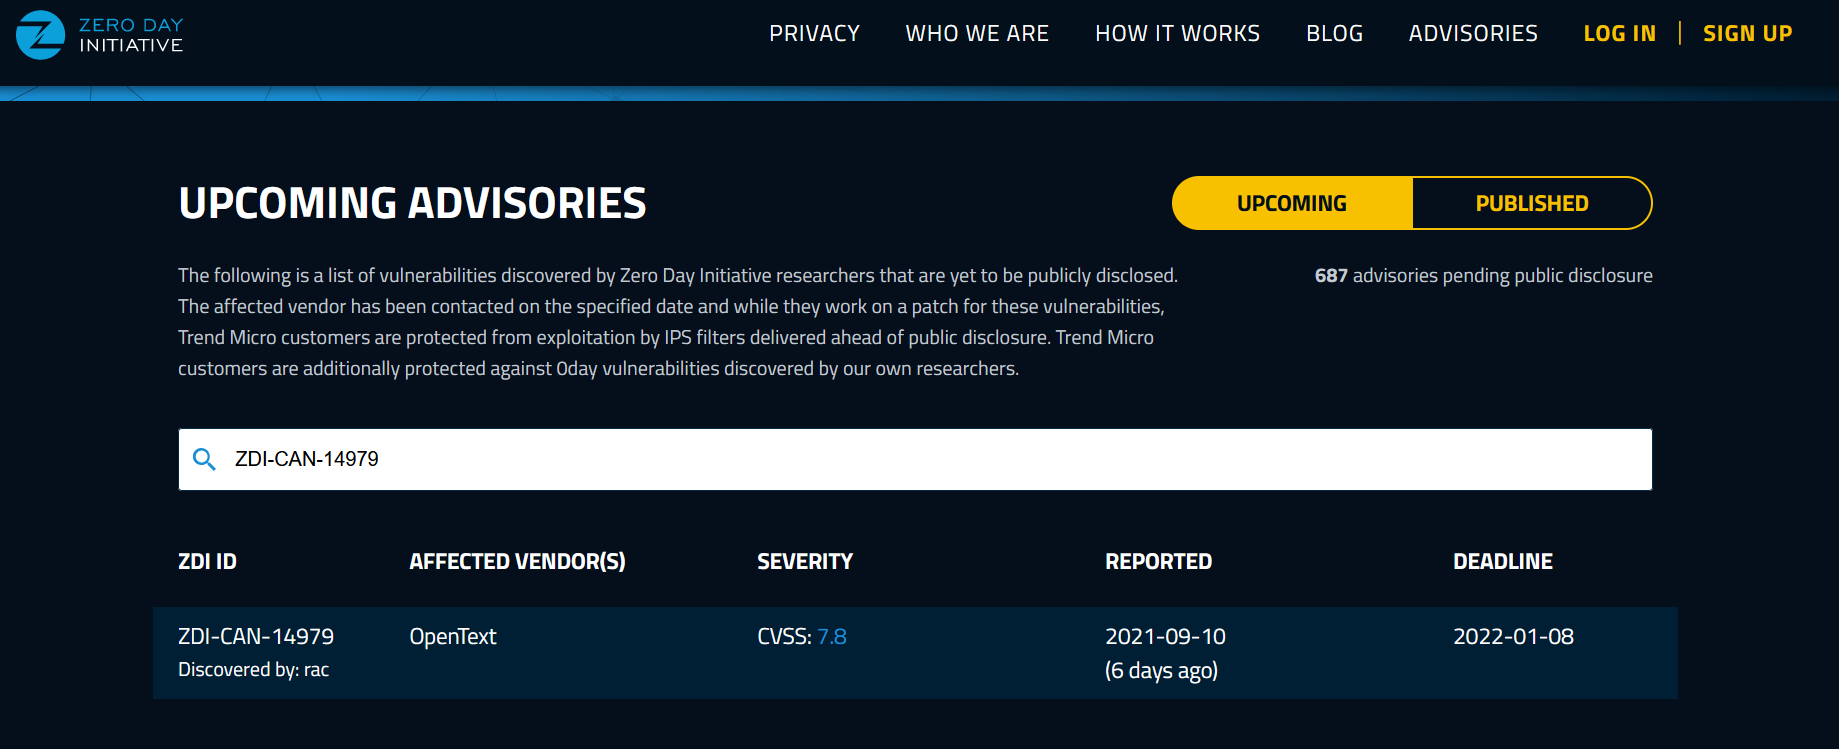 ZERO DAY
INITIATIVE
PRIVACY WHO WE ARE HOW IT WORKS BLOG ADVISORIES LOG IN | SIGN UP
UPCOMING ADVISORIES
UPCOMING PUBLISHED
The following is a list of vulnerabilities discovered by Zero Day Initiative researchers that are yet to be publicly disclosed.
The affected vendor has been contacted on the specified date and while they work on a patch for these vulnerabilities,
Trend Micro customers are protected from exploitation by IPS filters delivered ahead of public disclosure. Trend Micro
customers are additionally protected against 0day vulnerabilities discovered by our own researchers.
687 advisories pending public disclosure
ZDI-CAN-14979
ZDI ID AFFECTED VENDOR(S) SEVERITY REPORTED DEADLINE
ZDI-CAN-14979 OpenText CVSS: 7.8 2021-09-10 2022-01-08
Discovered by: rac (6 days ago)